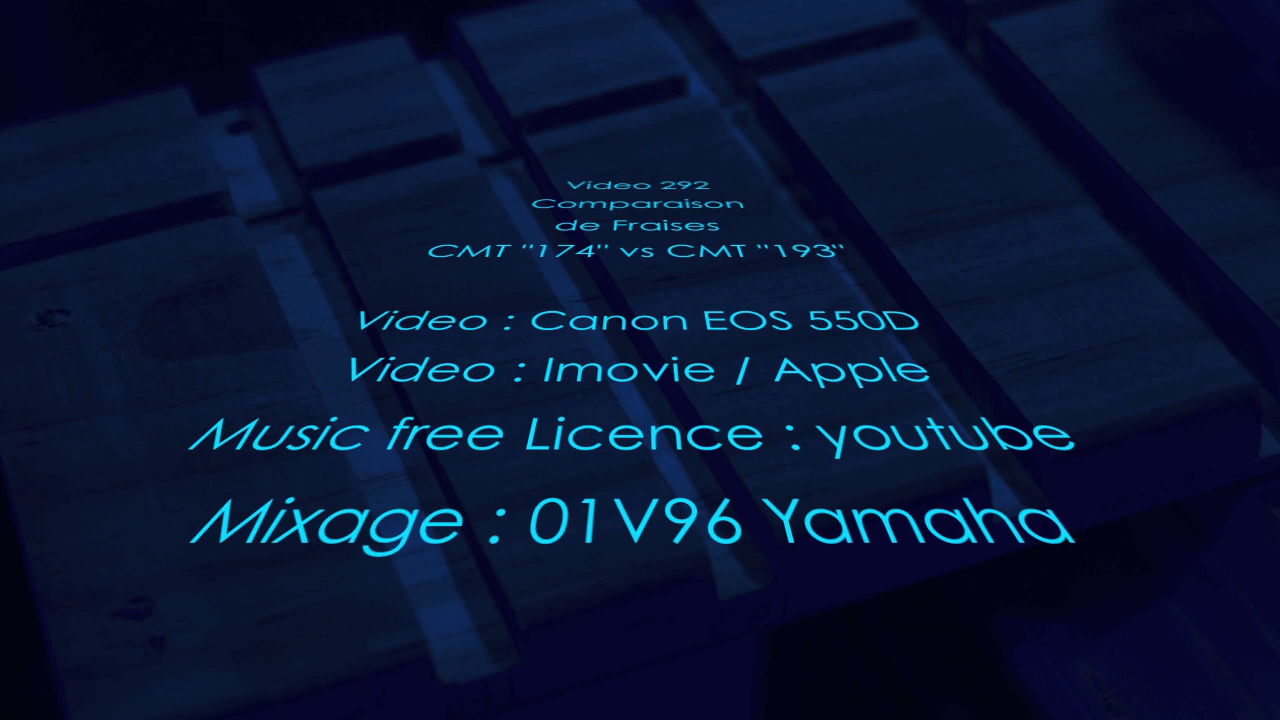 Video 292
Comparaison
de Fraises
CMT "174" vs CMT "193"
Video : Canon EOS 550D
Video : Imovie / Apple
Music free Licence : youtube
Mixage : 01V96 Yamaha